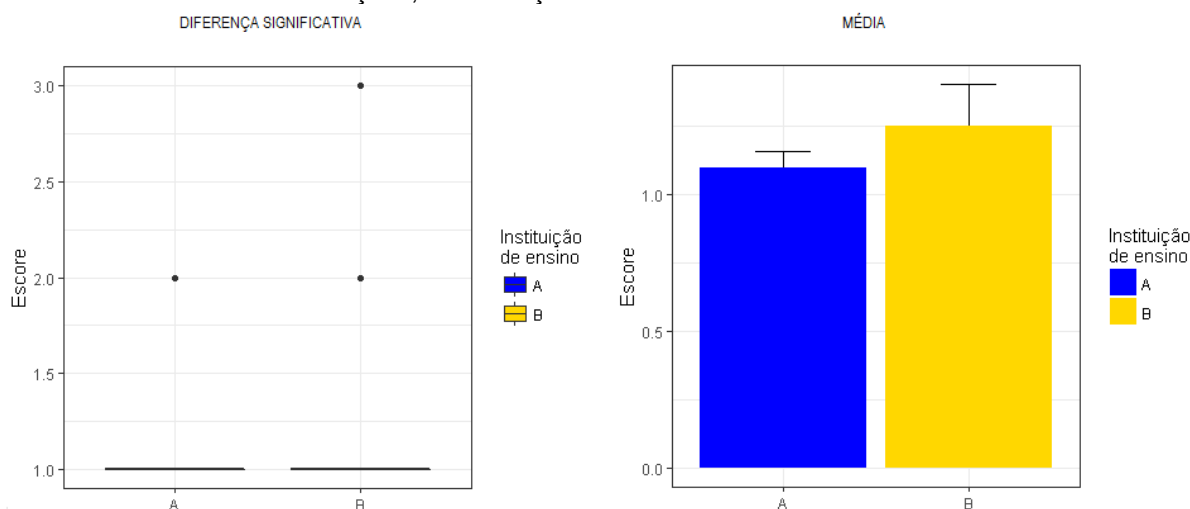 DIFERENÇA SIGNIFICATIVA
3.0
2.5
2.0
1.5
1.0
Escore
A
Instituição
de ensino
A
B
MÉDIA
1.0
0.5
0.0
Escore
A
B
Instituição
de ensino
A
B